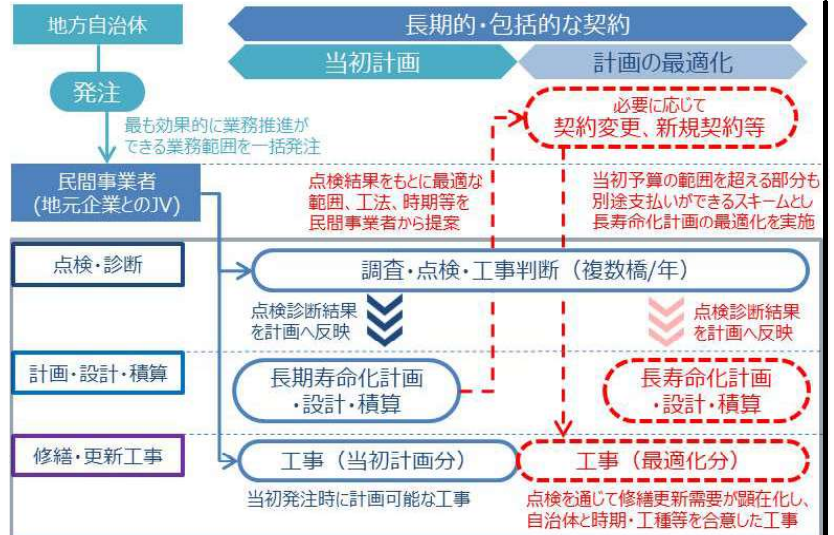 地方自治体
長期的・包括的な契約
当初計画
計画の最適化
発注
最も効果的に業務推進が
できる業務範囲を一括発注
必要に応じて
契約変更、新規契約等
民間事業者
(地元企業とのJV)
点検結果をもとに最適な
範囲、工法、時期等を
民間事業者から提案
当初予算の範囲を超える部分も
別途支払いができるスキームとし
長寿命化計画の最適化を実施
点検・診断
調査・点検・工事判断（複数橋/年）
点検診断結果
を計画へ反映
点検診断結果
を計画へ反映
計画・設計・積算
長期寿命化計画
・設計・積算
長寿命化計画
・設計・積算
修繕・更新工事
工事（当初計画分）
工事（最適化分）
当初発注時に計画可能な工事
点検を通じて修繕更新需要が顕在化し、
自治体と時期・工種等を合意した工事